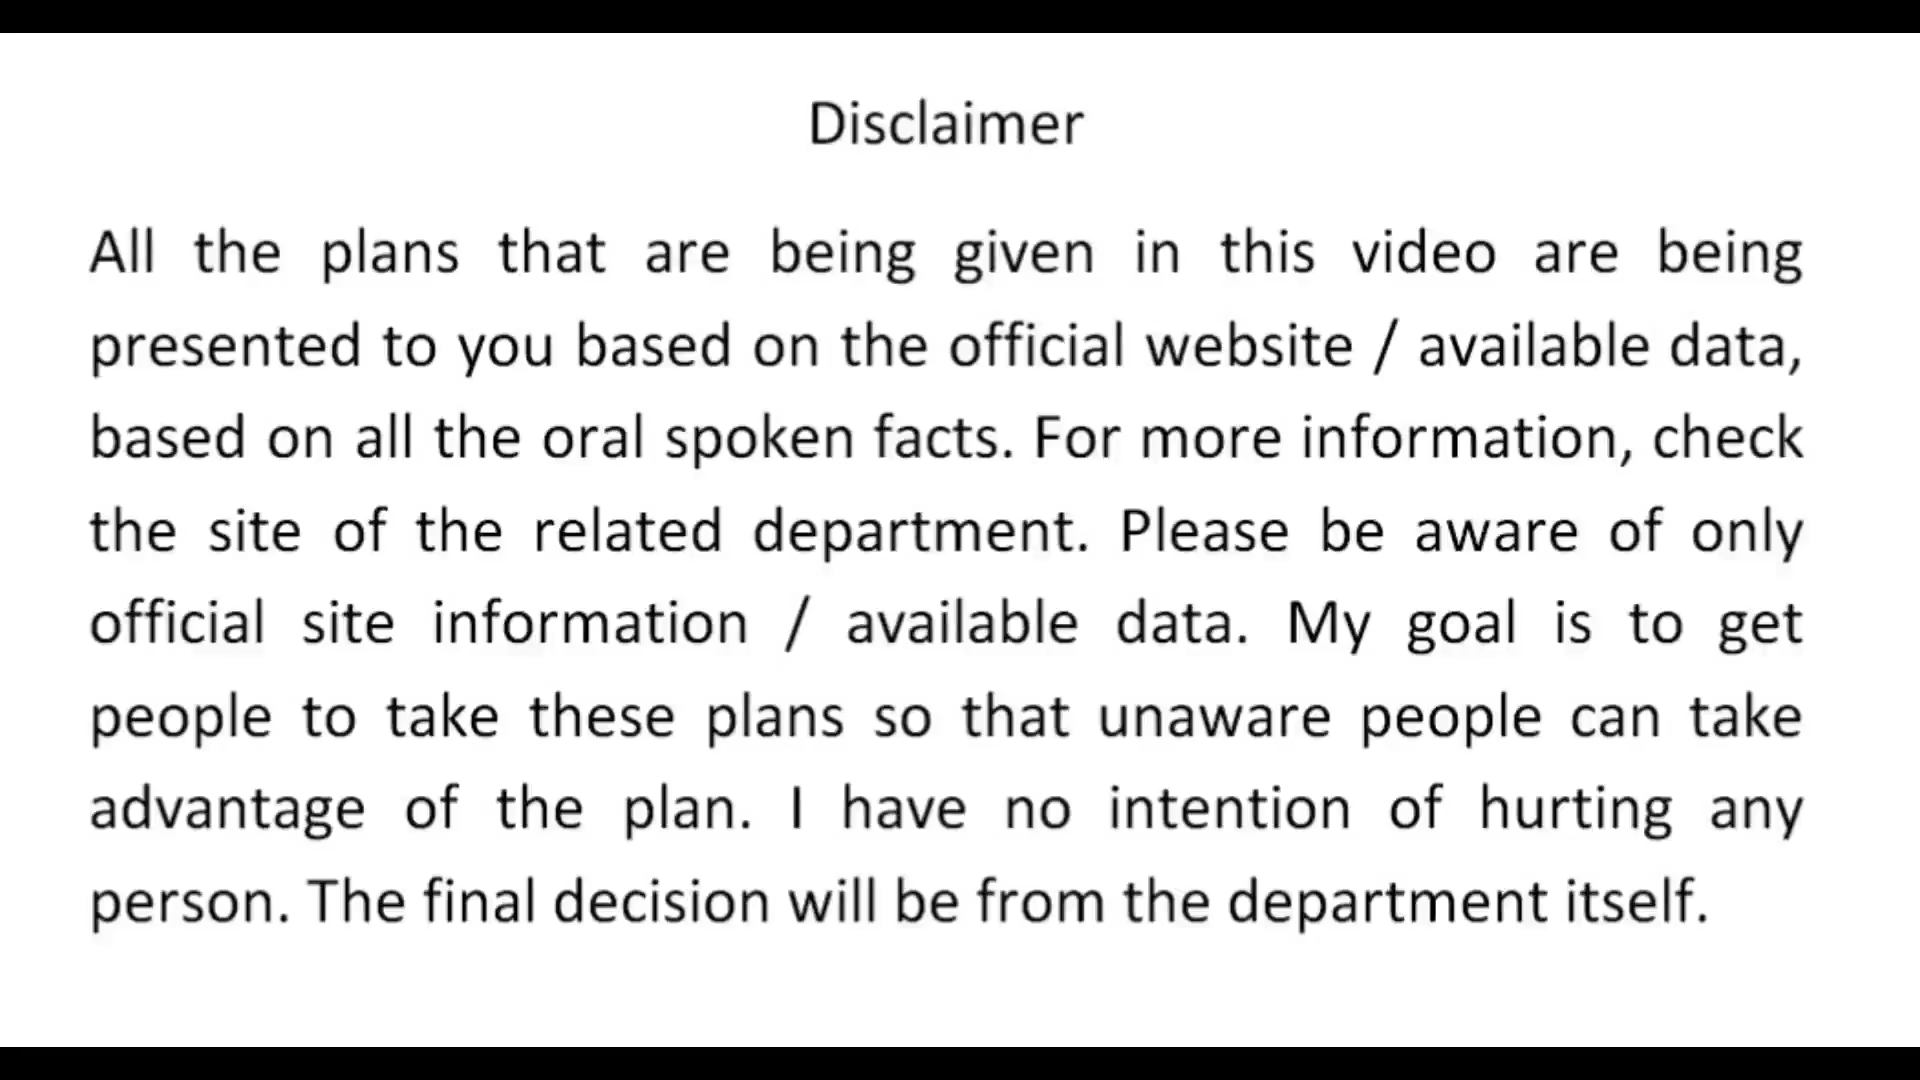 Disclaimer
All the plans that are being given in this video are being
presented to you based on the official website / available data,
based on all the oral spoken facts. For more information, check
the site of the related department. Please be aware of only
official site information / available data. My goal is to get
people to take these plans so that unaware people can take
advantage of the plan. I have no intention of hurting any
person. The final decision will be from the department itself.